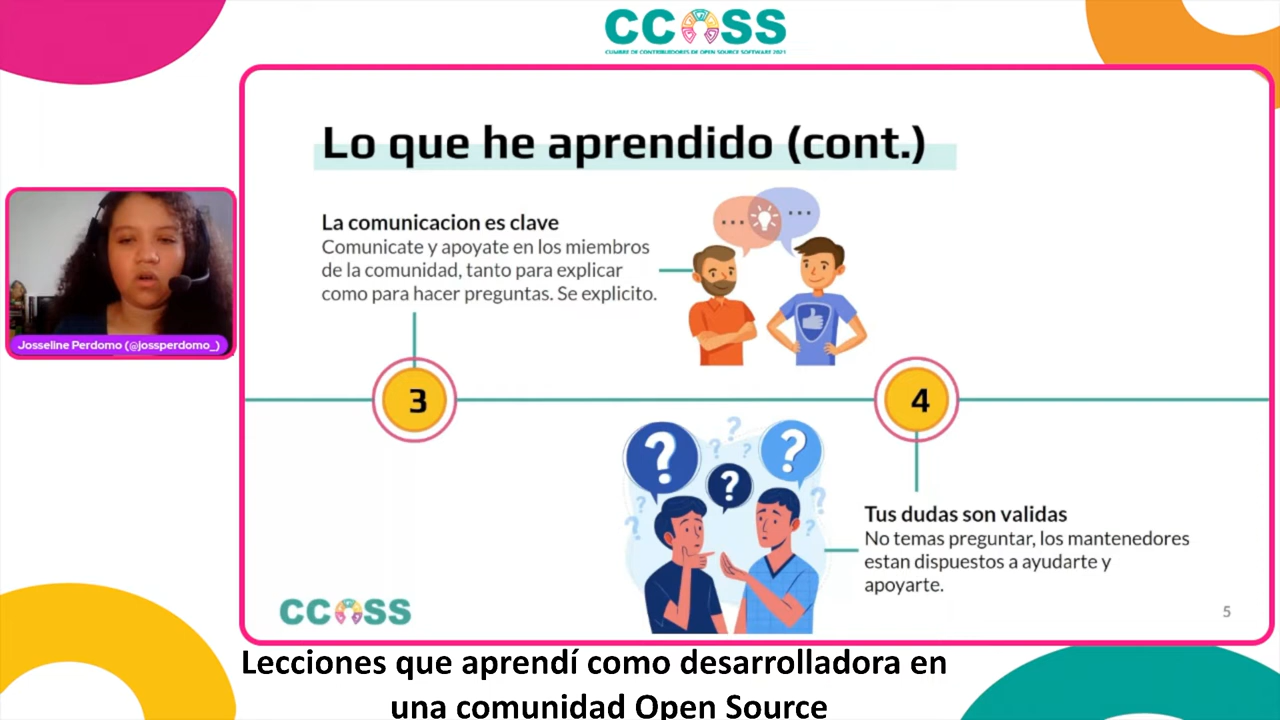 CCOSS
CUMBRE DE CONTRIBUIDORES DE OPEN SOURCE SOFTWARE 2021
Lo que he aprendido (cont.)
La comunicacion es clave
Comunicate y apoyate en los miembros
de la comunidad, tanto para explicar
como para hacer preguntas. Se explicito.
Josseline Perdomo (@jossperdomo_)
3
4
? ? ?
Tus dudas son validas
No temas preguntar, los mantenedores
estan dispuestos a ayudarte y
apoyarte.
CCOSS
5
Lecciones que aprendí como desarrolladora en
una comunidad Open Source